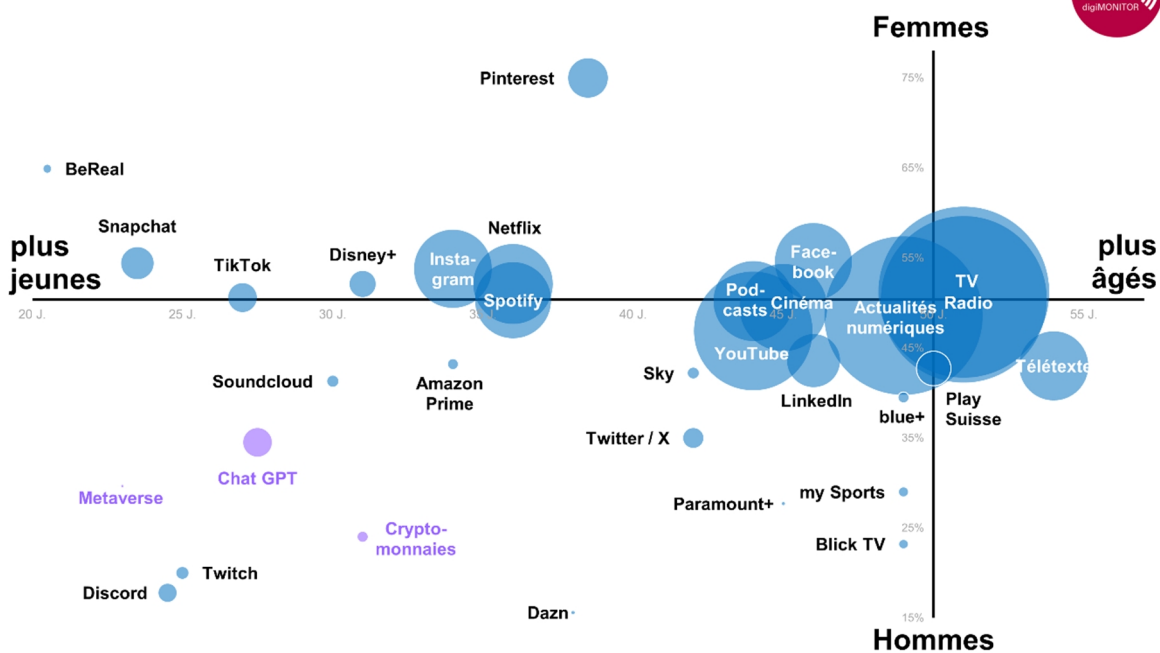 digiMONITOR
Femmes
75%
Pinterest
65%
BeReal
Snapchat
Netflix
plus
jeunes
TikTok
Disney+
Insta-
gram
Spotify
Face-
book
55%
plus
âgés
Pod-
casts
Cinéma
TV
Radio
Actualités
numériques
20 J.
25 J.
30 J.
40 J.
45 J.
55 J.
YouTube
45%
Télétexte
Sky
LinkedIn
Soundcloud
Amazon
Prime
blue+
Play
Suisse
Twitter / X
35%
Chat GPT
Metaverse
my Sports
Paramount+
25%
Crypto-
monnaies
Blick TV
Twitch
Discord
Dazn
15%
Hommes